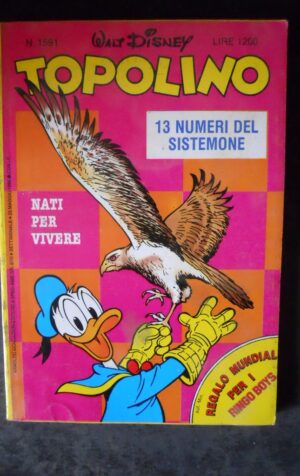 N. 1591
WALT DISNEY
LIRE 1200
TOPOLINO
13 NUMERI DEL
SISTEMONE
NATI
PER
VIVERE
REGALO MUNDIAL
PER I
RINGO BOYS